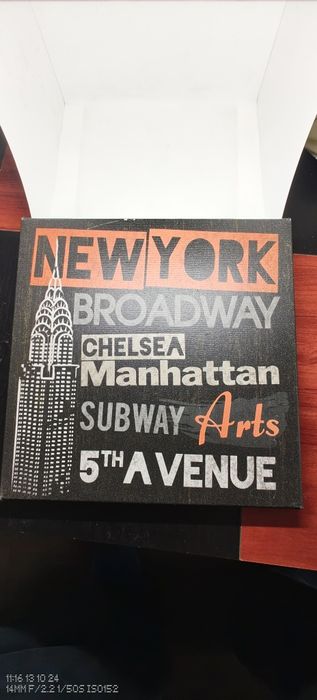 NEW YORK
BROADWAY
CHELSEA
Manhattan
SUBWAY Arts
5TH AVENUE
11:16 13 10 24
14MM F/2.2 1/50S ISO152